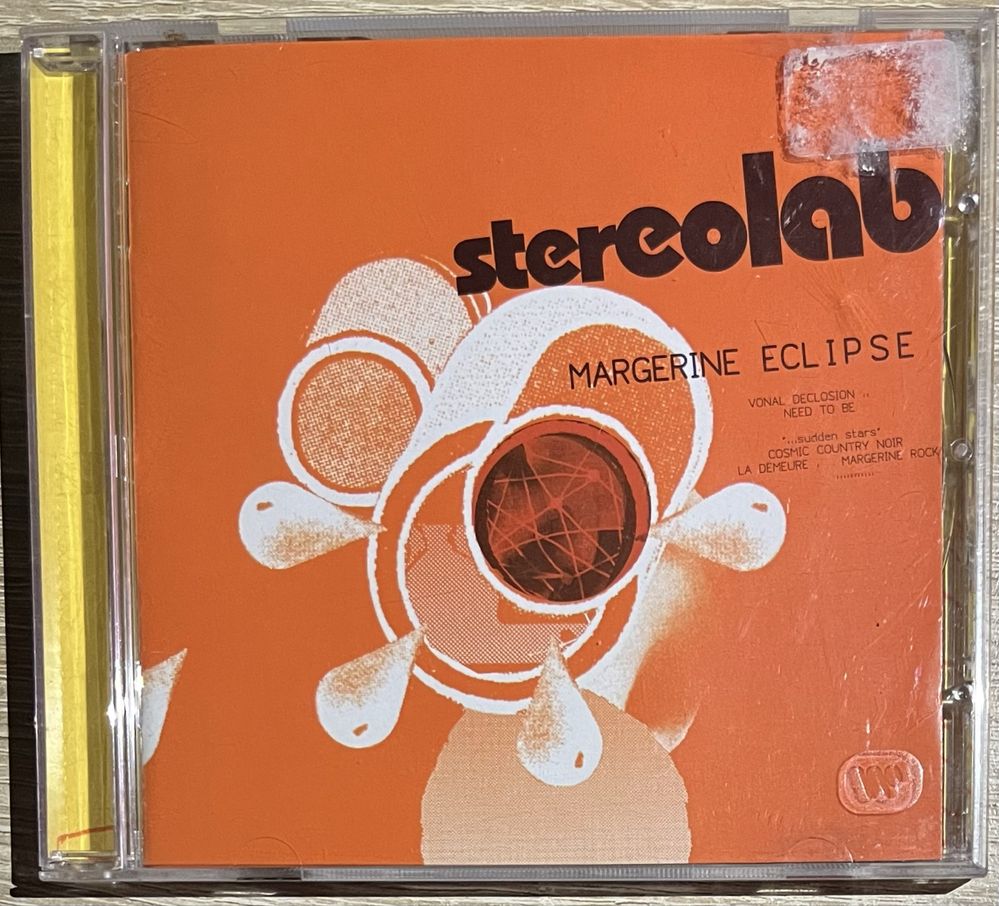 stereolab
MARGERINE ECLIPSE
VONAL DECLOSION ..
NEED TO BE
"...sudden stars"
COSMIC COUNTRY NOIR
LA DEMEURE , MARGERINE ROCK
...........